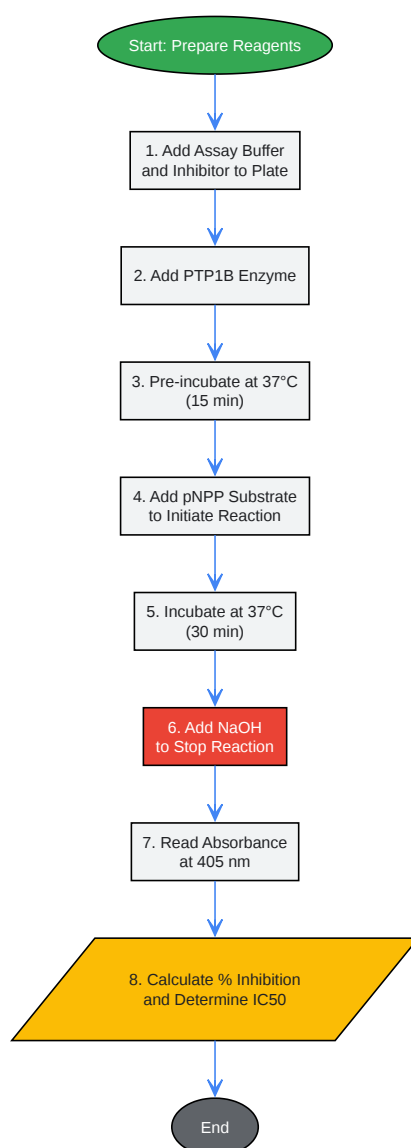 Start: Prepare Reagents
1. Add Assay Buffer
and Inhibitor to Plate
2. Add PTP1B Enzyme
3. Pre-incubate at 37°C
(15 min)
4. Add pNPP Substrate
to Initiate Reaction
5. Incubate at 37°C
(30 min)
6. Add NaOH
to Stop Reaction
7. Read Absorbance
at 405 nm
8. Calculate % Inhibition
and Determine IC50
End